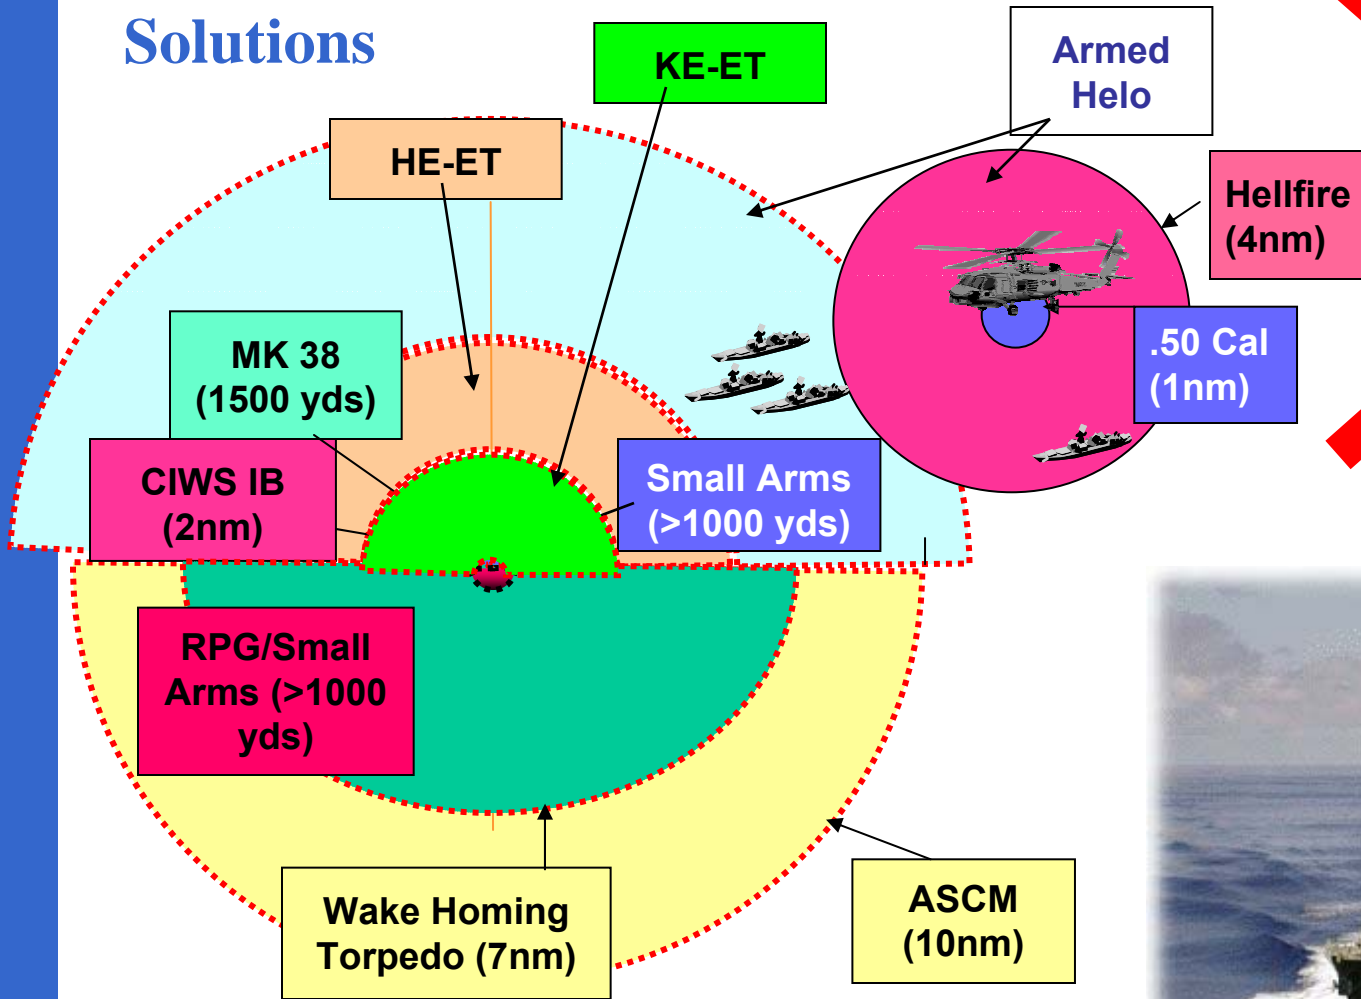 Solutions
KE-ET
Armed
Helo
HE-ET
Hellfire
(4nm)
MK 38
(1500 yds)
.50 Cal
(1nm)
CIWS IB
(2nm)
Small Arms
(>1000 yds)
RPG/Small
Arms (>1000
yds)
Wake Homing
Torpedo (7nm)
ASCM
(10nm)